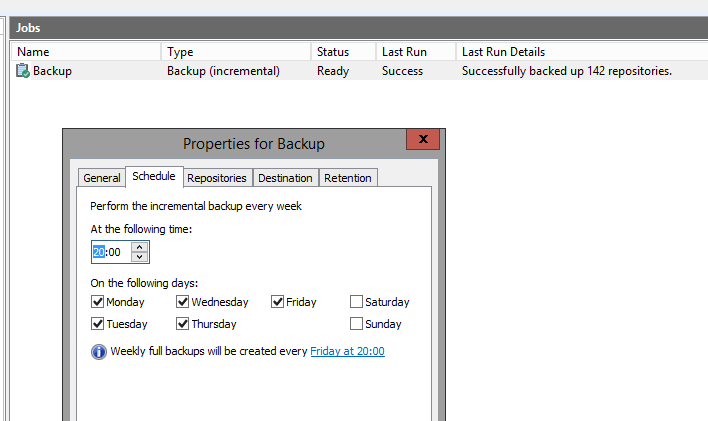 Jobs
Name Type Status Last Run Last Run Details
Backup Backup (incremental) Ready Success Successfully backed up 142 repositories.
Properties for Backup
General Schedule Repositories Destination Retention
Perform the incremental backup every week
At the following time:
20:00
On the following days:
Monday Wednesday Friday Saturday
Tuesday Thursday Sunday
Weekly full backups will be created every Friday at 20:00